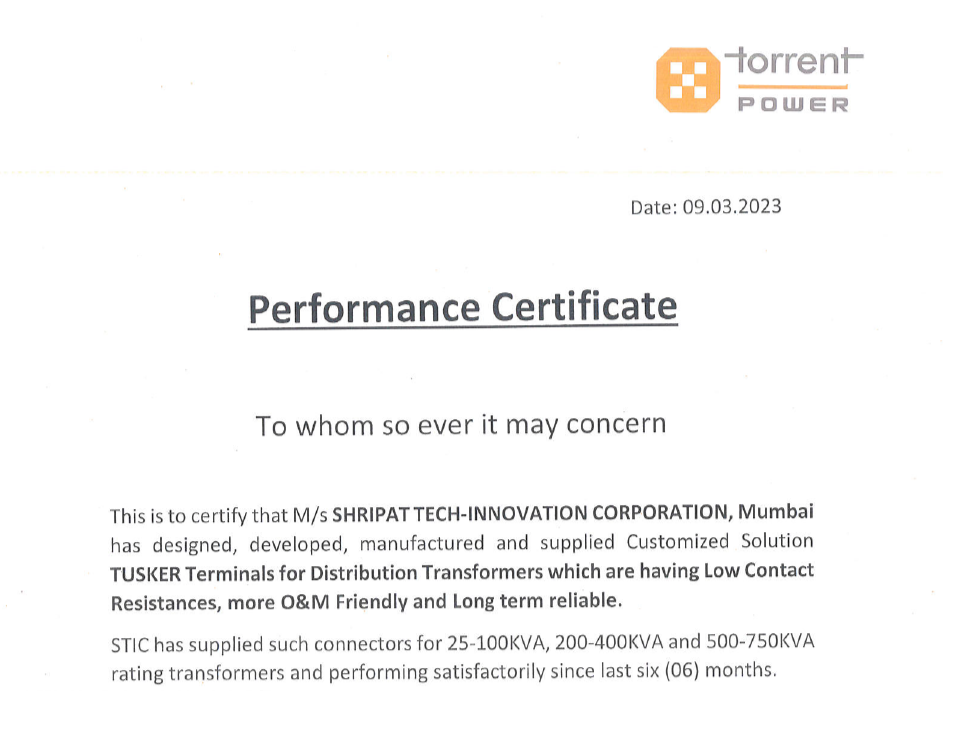 torrent
POWER
Date: 09.03.2023
Performance Certificate
To whom so ever it may concern
This is to certify that M/s SHRIPAT TECH-INNOVATION CORPORATION, Mumbai
has designed, developed, manufactured and supplied Customized Solution
TUSKER Terminals for Distribution Transformers which are having Low Contact
Resistances, more O&M Friendly and Long term reliable.
STIC has supplied such connectors for 25-100KVA, 200-400KVA and 500-750KVA
rating transformers and performing satisfactorily since last six (06) months.